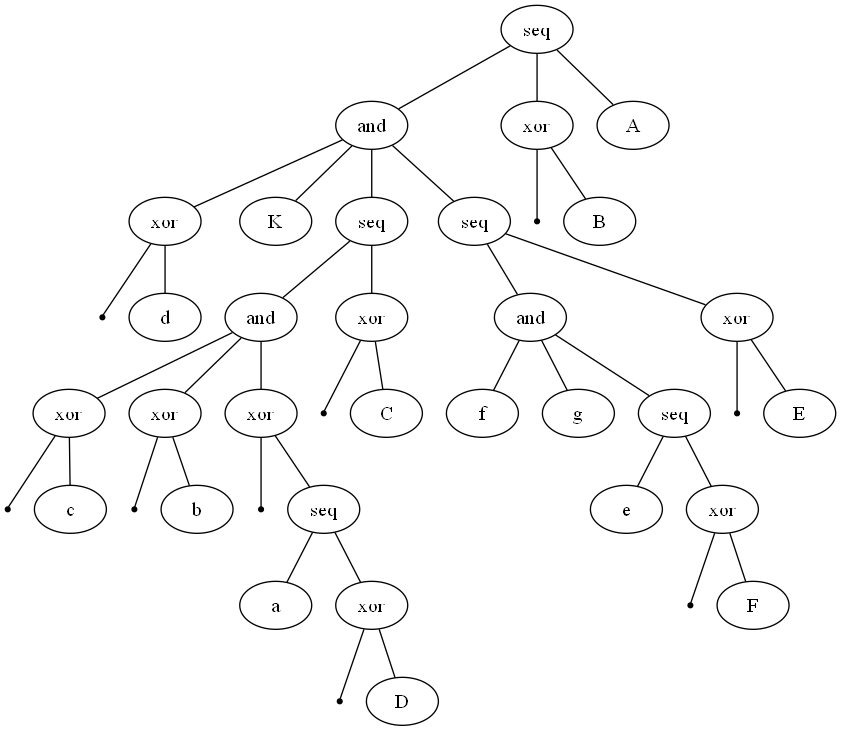 seq
and xor A
xor K seq seq B
d and xor and xor
xor xor xor C f g seq E
c b seq e xor
a xor F
D